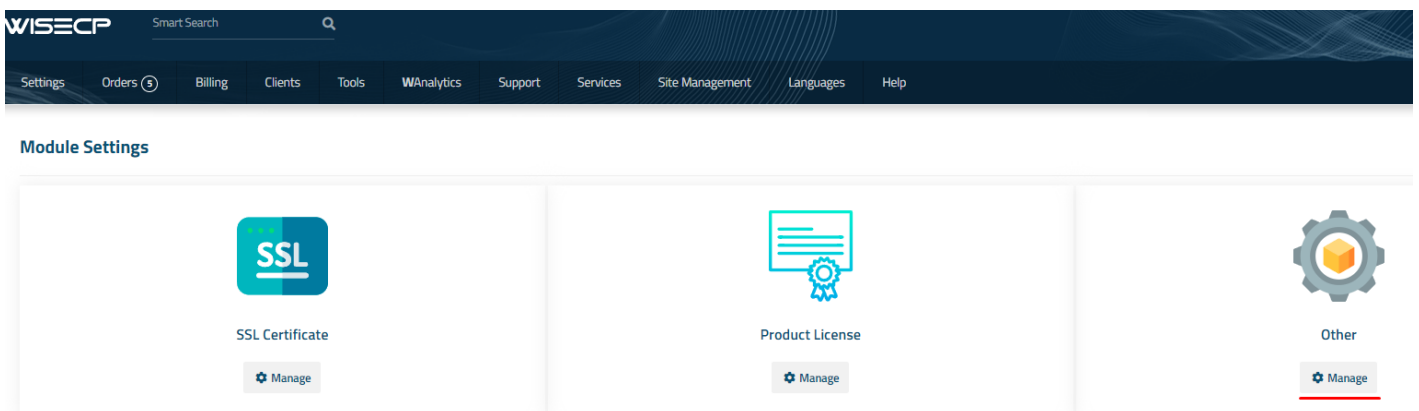 WISECP Smart Search
Settings Orders 5 Billing Clients Tools WAnalytics Support Services Site Management Languages Help
Module Settings
SSL
SSL Certificate Product License Other
Manage Manage Manage